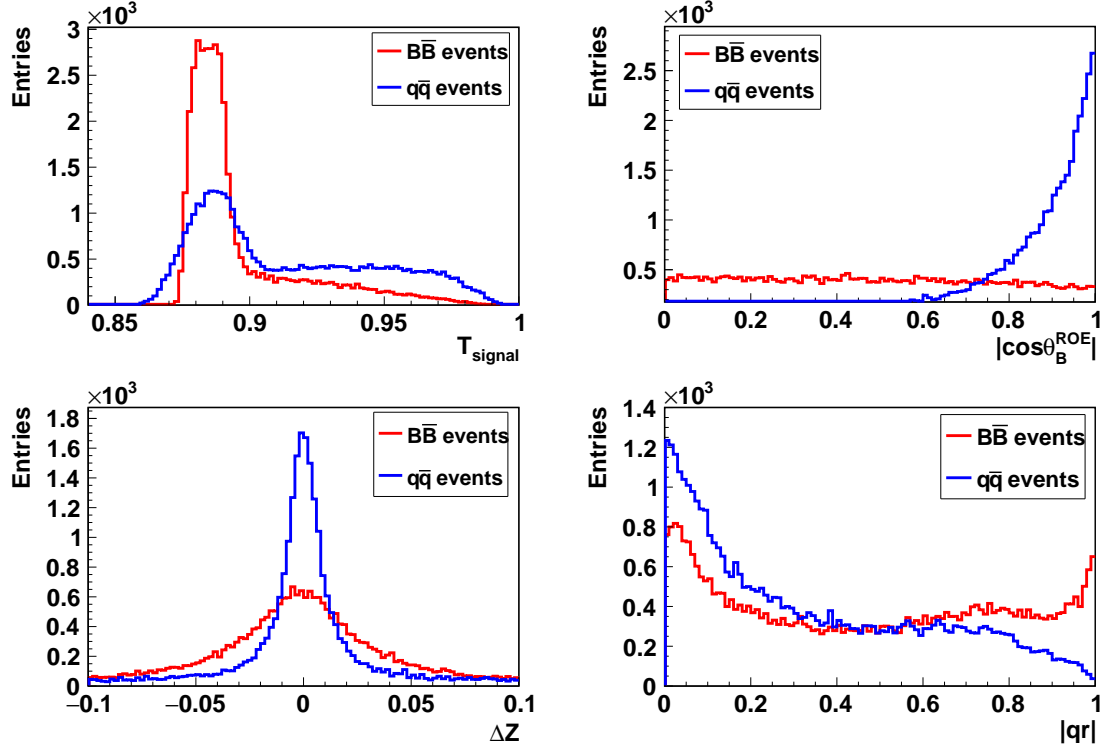 ×10³
3
2.5
2
1.5
1
0.5
0
Entries
BB̅ events
qq̅ events
0.85 0.9 0.95 1
T_signal
×10³
2.5
2
1.5
1
0.5
Entries
BB̅ events
qq̅ events
0 0.2 0.4 0.6 0.8 1
|cosθ_B^ROE|
×10³
1.8
1.6
1.4
1.2
1
0.8
0.6
0.4
0.2
0
Entries
BB̅ events
qq̅ events
−0.1 −0.05 0 0.05 0.1
ΔZ
×10³
1.4
1.2
1
0.8
0.6
0.4
0.2
0
Entries
BB̅ events
qq̅ events
0 0.2 0.4 0.6 0.8 1
|qr|